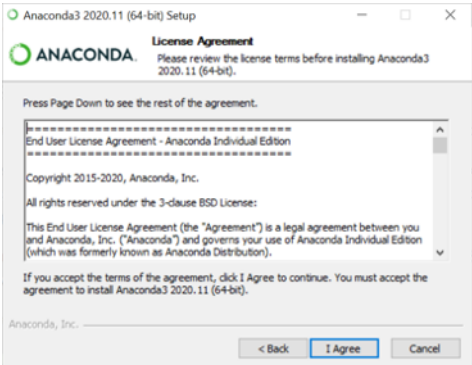 Anaconda3 2020.11 (64-bit) Setup
ANACONDA.
License Agreement
Please review the license terms before installing Anaconda3
2020.11 (64-bit).
Press Page Down to see the rest of the agreement.
===================================
End User License Agreement - Anaconda Individual Edition
===================================
Copyright 2015-2020, Anaconda, Inc.
All rights reserved under the 3-clause BSD License:
This End User License Agreement (the "Agreement") is a legal agreement between you
and Anaconda, Inc. ("Anaconda") and governs your use of Anaconda Individual Edition
(which was formerly known as Anaconda Distribution).
If you accept the terms of the agreement, click I Agree to continue. You must accept the
agreement to install Anaconda3 2020.11 (64-bit).
Anaconda, Inc.
< Back
I Agree
Cancel